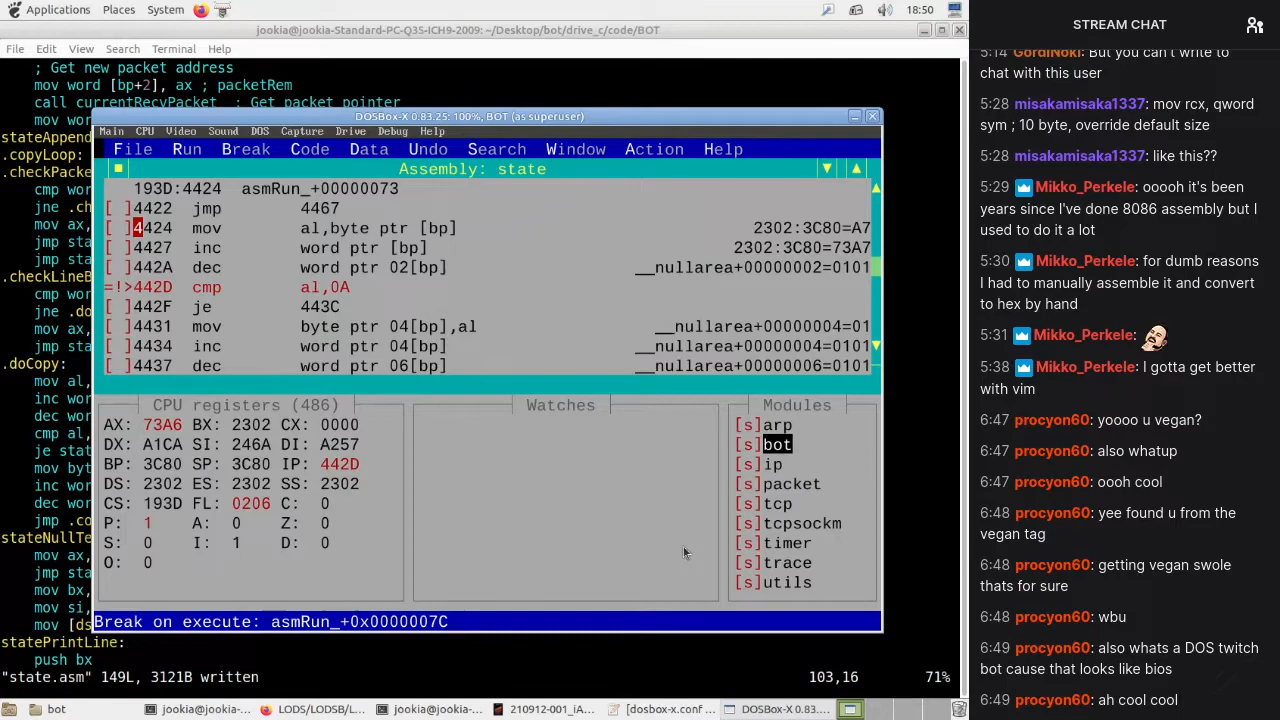 Applications Places System 18:50
jookia@jookia-Standard-PC-Q35-ICH9-2009: ~/Desktop/bot/drive_c/code/BOT
File Edit View Search Terminal Help
; Get new packet address
mov word [bp+2], ax ; packetRem
call currentRecvPacket ; Get packet pointer
mov wo
stateAppend
.copyLoop:
.checkPacke
cmp wo
jne .ch
mov ax,
jmp sta
.checkLineB
cmp wo
jne .do
mov ax,
jmp sta
.doCopy:
mov al,
inc wor
dec wor
cmp al,
je stat
mov byt
inc wor
dec wor
jmp .co
stateNullTe
mov ax,
jmp sta
mov bx,
mov si,
mov [ds
statePrintLine:
push bx
"state.asm" 149L, 3121B written 103,16 71%
DOSBox-X 0.83.25: 100%, BOT (as superuser)
Main CPU Video Sound DOS Capture Drive Debug Help
File Run Break Code Data Undo Search Window Action Help
Assembly: state
193D:4424 asmRun_+00000073
[ ]4422 jmp 4467
[ ]4424 mov al,byte ptr [bp] 2302:3C80=A7
[ ]4427 inc word ptr [bp] 2302:3C80=73A7
[ ]442A dec word ptr 02[bp] __nullarea+00000002=0101
=!>442D cmp al,0A
[ ]442F je 443C
[ ]4431 mov byte ptr 04[bp],al __nullarea+00000004=01
[ ]4434 inc word ptr 04[bp] __nullarea+00000004=0101
[ ]4437 dec word ptr 06[bp] __nullarea+00000006=0101
CPU registers (486)
AX: 73A6 BX: 2302 CX: 0000
DX: A1CA SI: 246A DI: A257
BP: 3C80 SP: 3C80 IP: 442D
DS: 2302 ES: 2302 SS: 2302
CS: 193D FL: 0206 C: 0
P: 1 A: 0 Z: 0
S: 0 I: 1 D: 0
O: 0
Watches
Modules
[s]arp
[s]bot
[s]ip
[s]packet
[s]tcp
[s]tcpsockm
[s]timer
[s]trace
[s]utils
Break on execute: asmRun_+0x0000007C
bot jookia@jookia-... LODS/LODSB/L... jookia@jookia-... 210912-001_iA... [dosbox-x.conf ... DOSBox-X 0.83....
STREAM CHAT
5:14 GordiNoki: But you can't write to
chat with this user
5:28 misakamisaka1337: mov rcx, qword
sym ; 10 byte, override default size
5:28 misakamisaka1337: like this??
5:29 Mikko_Perkele: ooooh it's been
years since I've done 8086 assembly but I
used to do it a lot
5:30 Mikko_Perkele: for dumb reasons
I had to manually assemble it and convert
to hex by hand
5:31 Mikko_Perkele:
5:38 Mikko_Perkele: I gotta get better
with vim
6:47 procyon60: yoooo u vegan?
6:47 procyon60: also whatup
6:47 procyon60: oooh cool
6:48 procyon60: yee found u from the
vegan tag
6:48 procyon60: getting vegan swole
thats for sure
6:48 procyon60: wbu
6:49 procyon60: also whats a DOS twitch
bot cause that looks like bios
6:49 procyon60: ah cool cool